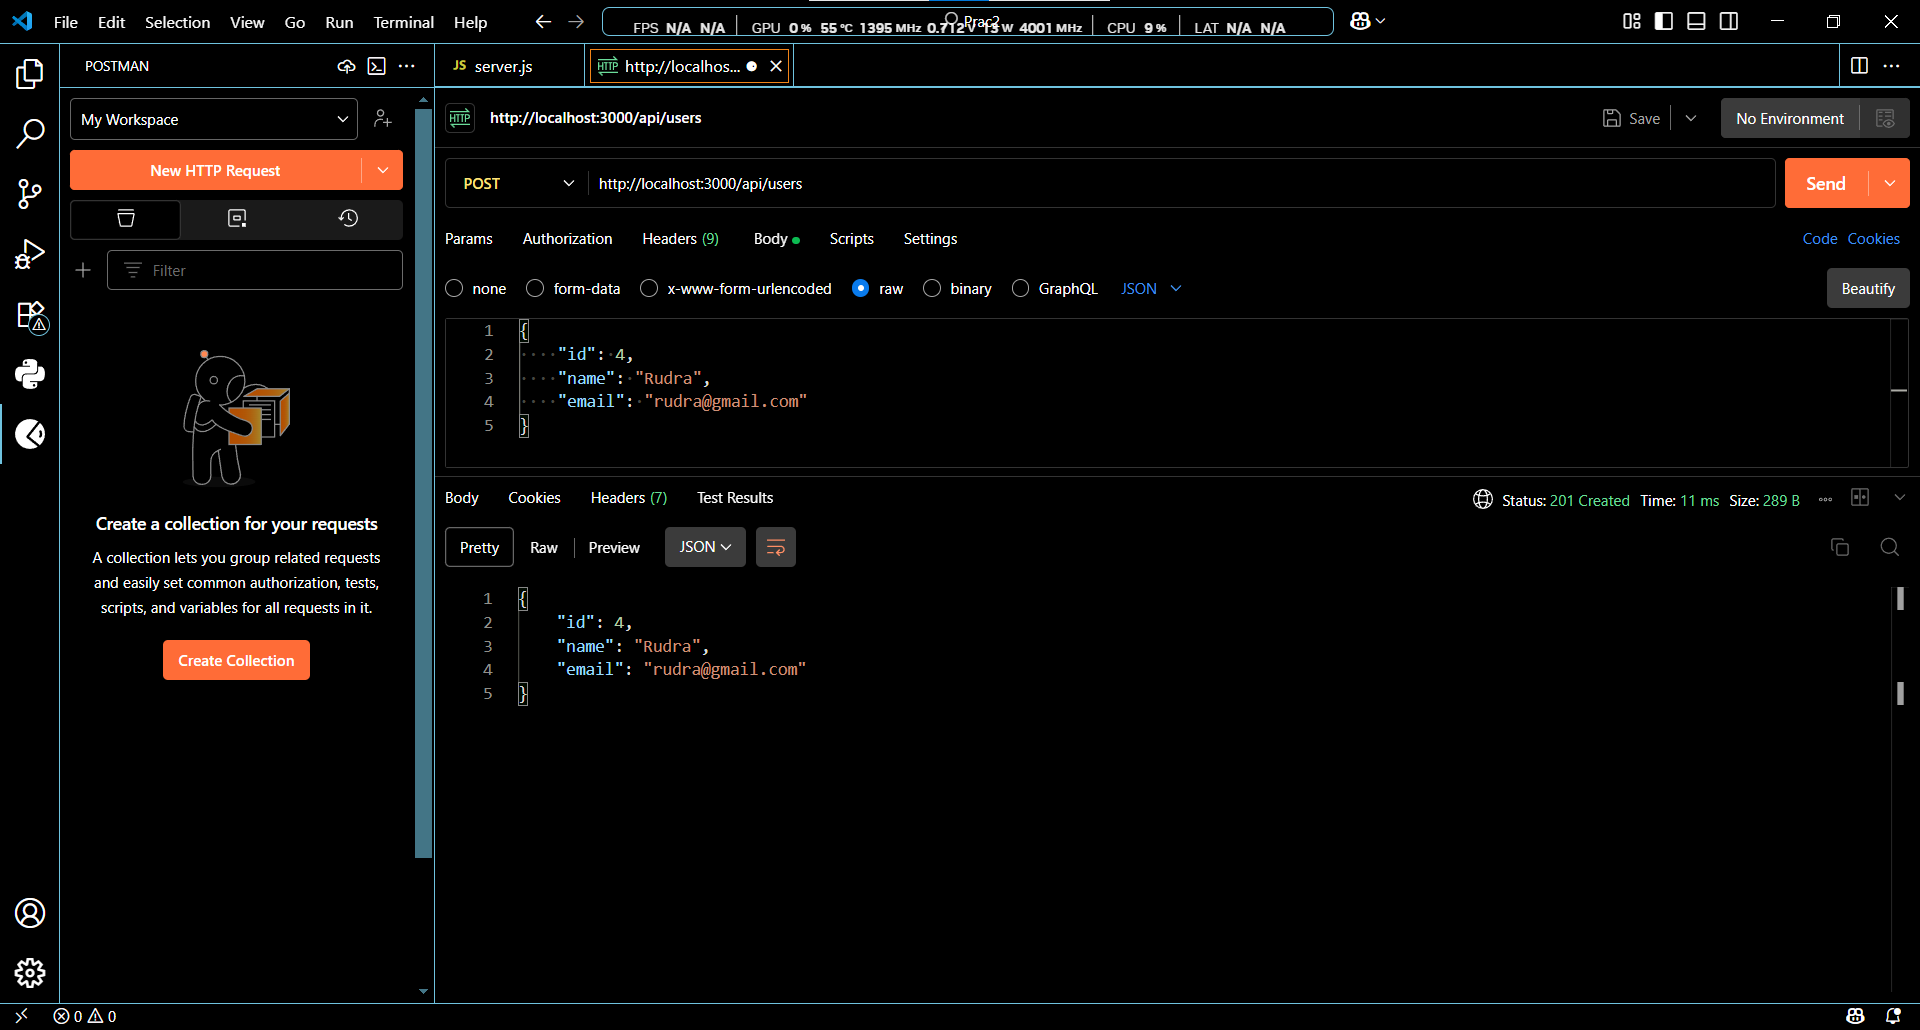 File Edit Selection View Go Run Terminal Help
Prac2
FPS N/A N/A GPU 0% 55°C 1395 MHz 0.712 V 13 W 4001 MHz CPU 9% LAT N/A N/A
POSTMAN
JS server.js
HTTP http://localhos...
My Workspace
HTTP http://localhost:3000/api/users
Save
No Environment
New HTTP Request
POST http://localhost:3000/api/users
Send
Params Authorization Headers (9) Body Scripts Settings
Code Cookies
Filter
none form-data x-www-form-urlencoded raw binary GraphQL JSON
Beautify
1 {
2 ····"id":·4,
3 ····"name":·"Rudra",
4 ····"email":·"rudra@gmail.com"
5 }
Body Cookies Headers (7) Test Results
Status: 201 Created Time: 11 ms Size: 289 B
Pretty Raw Preview JSON
1 {
2 "id": 4,
3 "name": "Rudra",
4 "email": "rudra@gmail.com"
5 }
Create a collection for your requests
A collection lets you group related requests
and easily set common authorization, tests,
scripts, and variables for all requests in it.
Create Collection
0 0